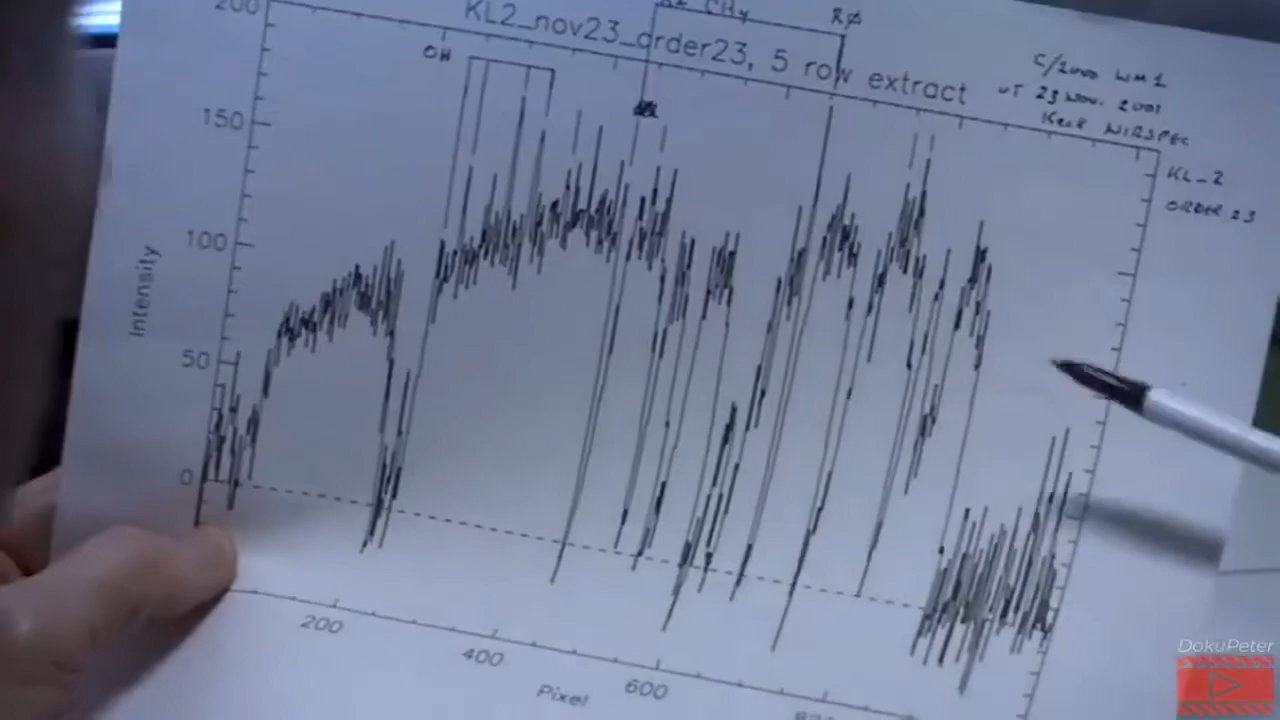 200
KL2_nov23_order23, 5 row extract
CH4
RØ
OH
C/2000 WM1
UT 23 Nov. 2001
Keck NIRSPEC
KL_2
ORDER 23
150
100
50
0
Intensity
200
400
600
Pixel
DokuPeter